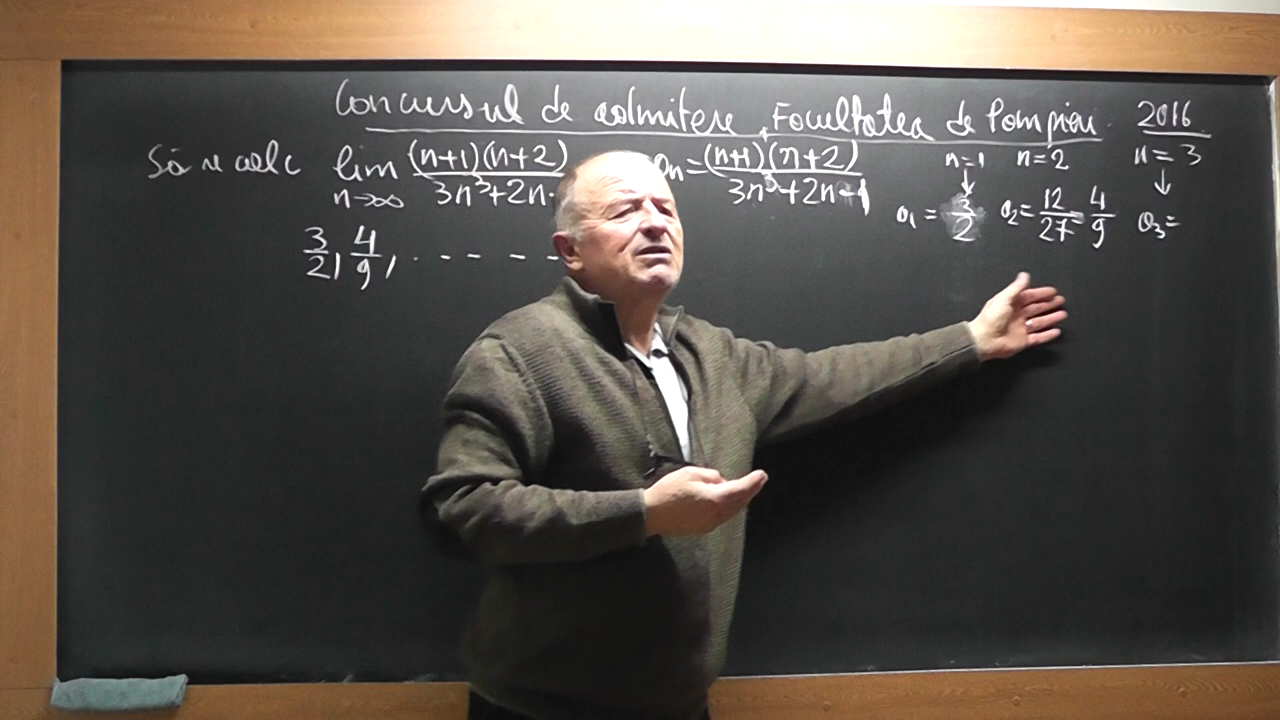 Concursul de admitere, Facultatea de Pompieri 2016
Să se calc lim n→∞ (n+1)(n+2)/3n³+2n- an=(n+1)(n+2)/3n³+2n-1 n=1 n=2 n=3
↓ ↓
a1 = 3/2 a2 = 12/27 = 4/9 a3 =
3/2, 4/9, . - - - -